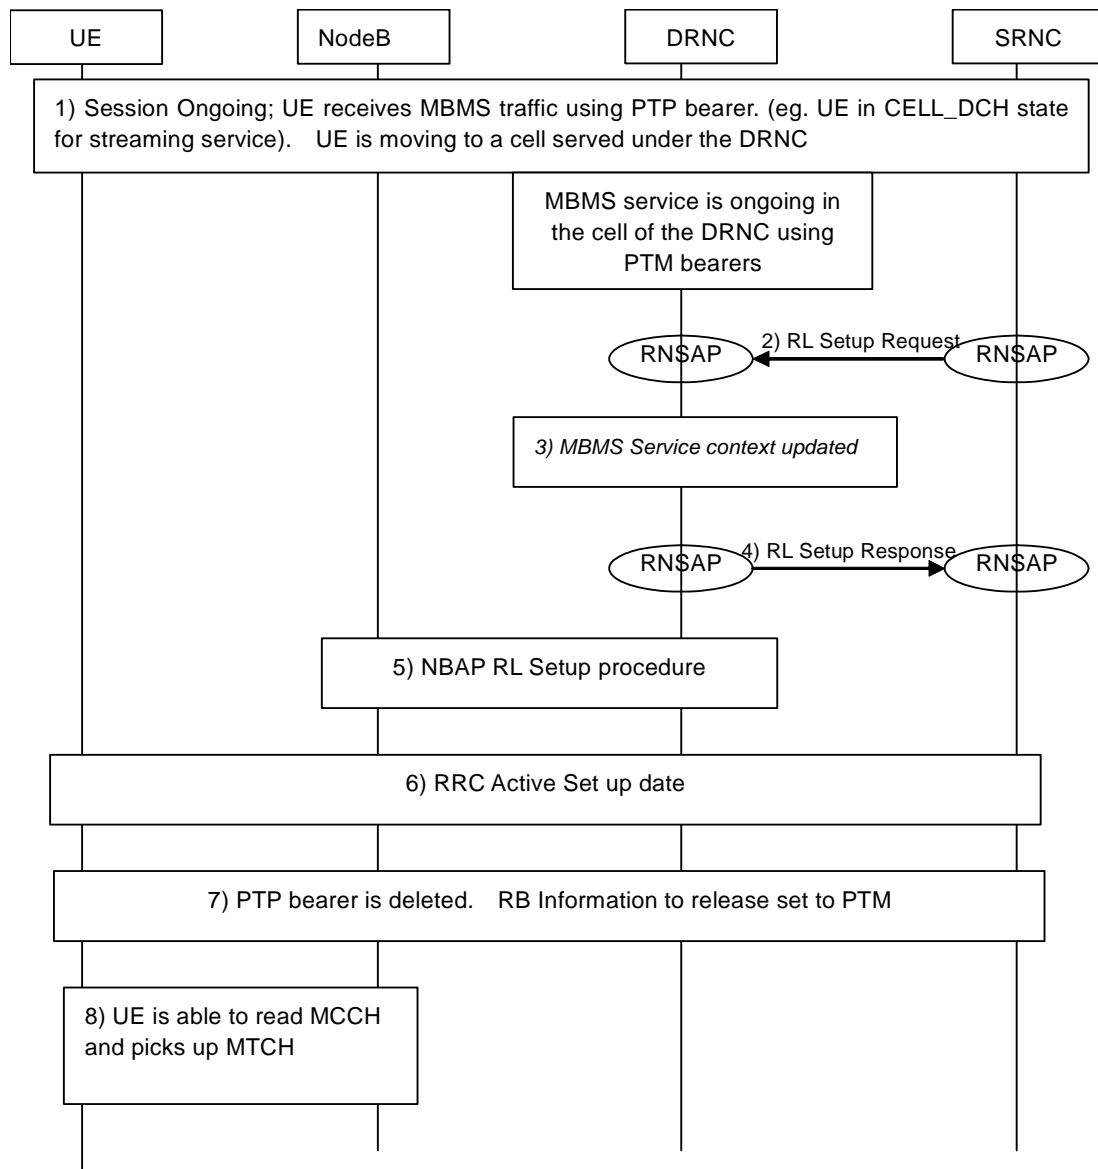 UE NodeB DRNC SRNC
1) Session Ongoing; UE receives MBMS traffic using PTP bearer. (eg. UE in CELL_DCH state
for streaming service). UE is moving to a cell served under the DRNC
MBMS service is ongoing in
the cell of the DRNC using
PTM bearers
RNSAP 2) RL Setup Request RNSAP
3) MBMS Service context updated
RNSAP 4) RL Setup Response RNSAP
5) NBAP RL Setup procedure
6) RRC Active Set up date
7) PTP bearer is deleted. RB Information to release set to PTM
8) UE is able to read MCCH
and picks up MTCH